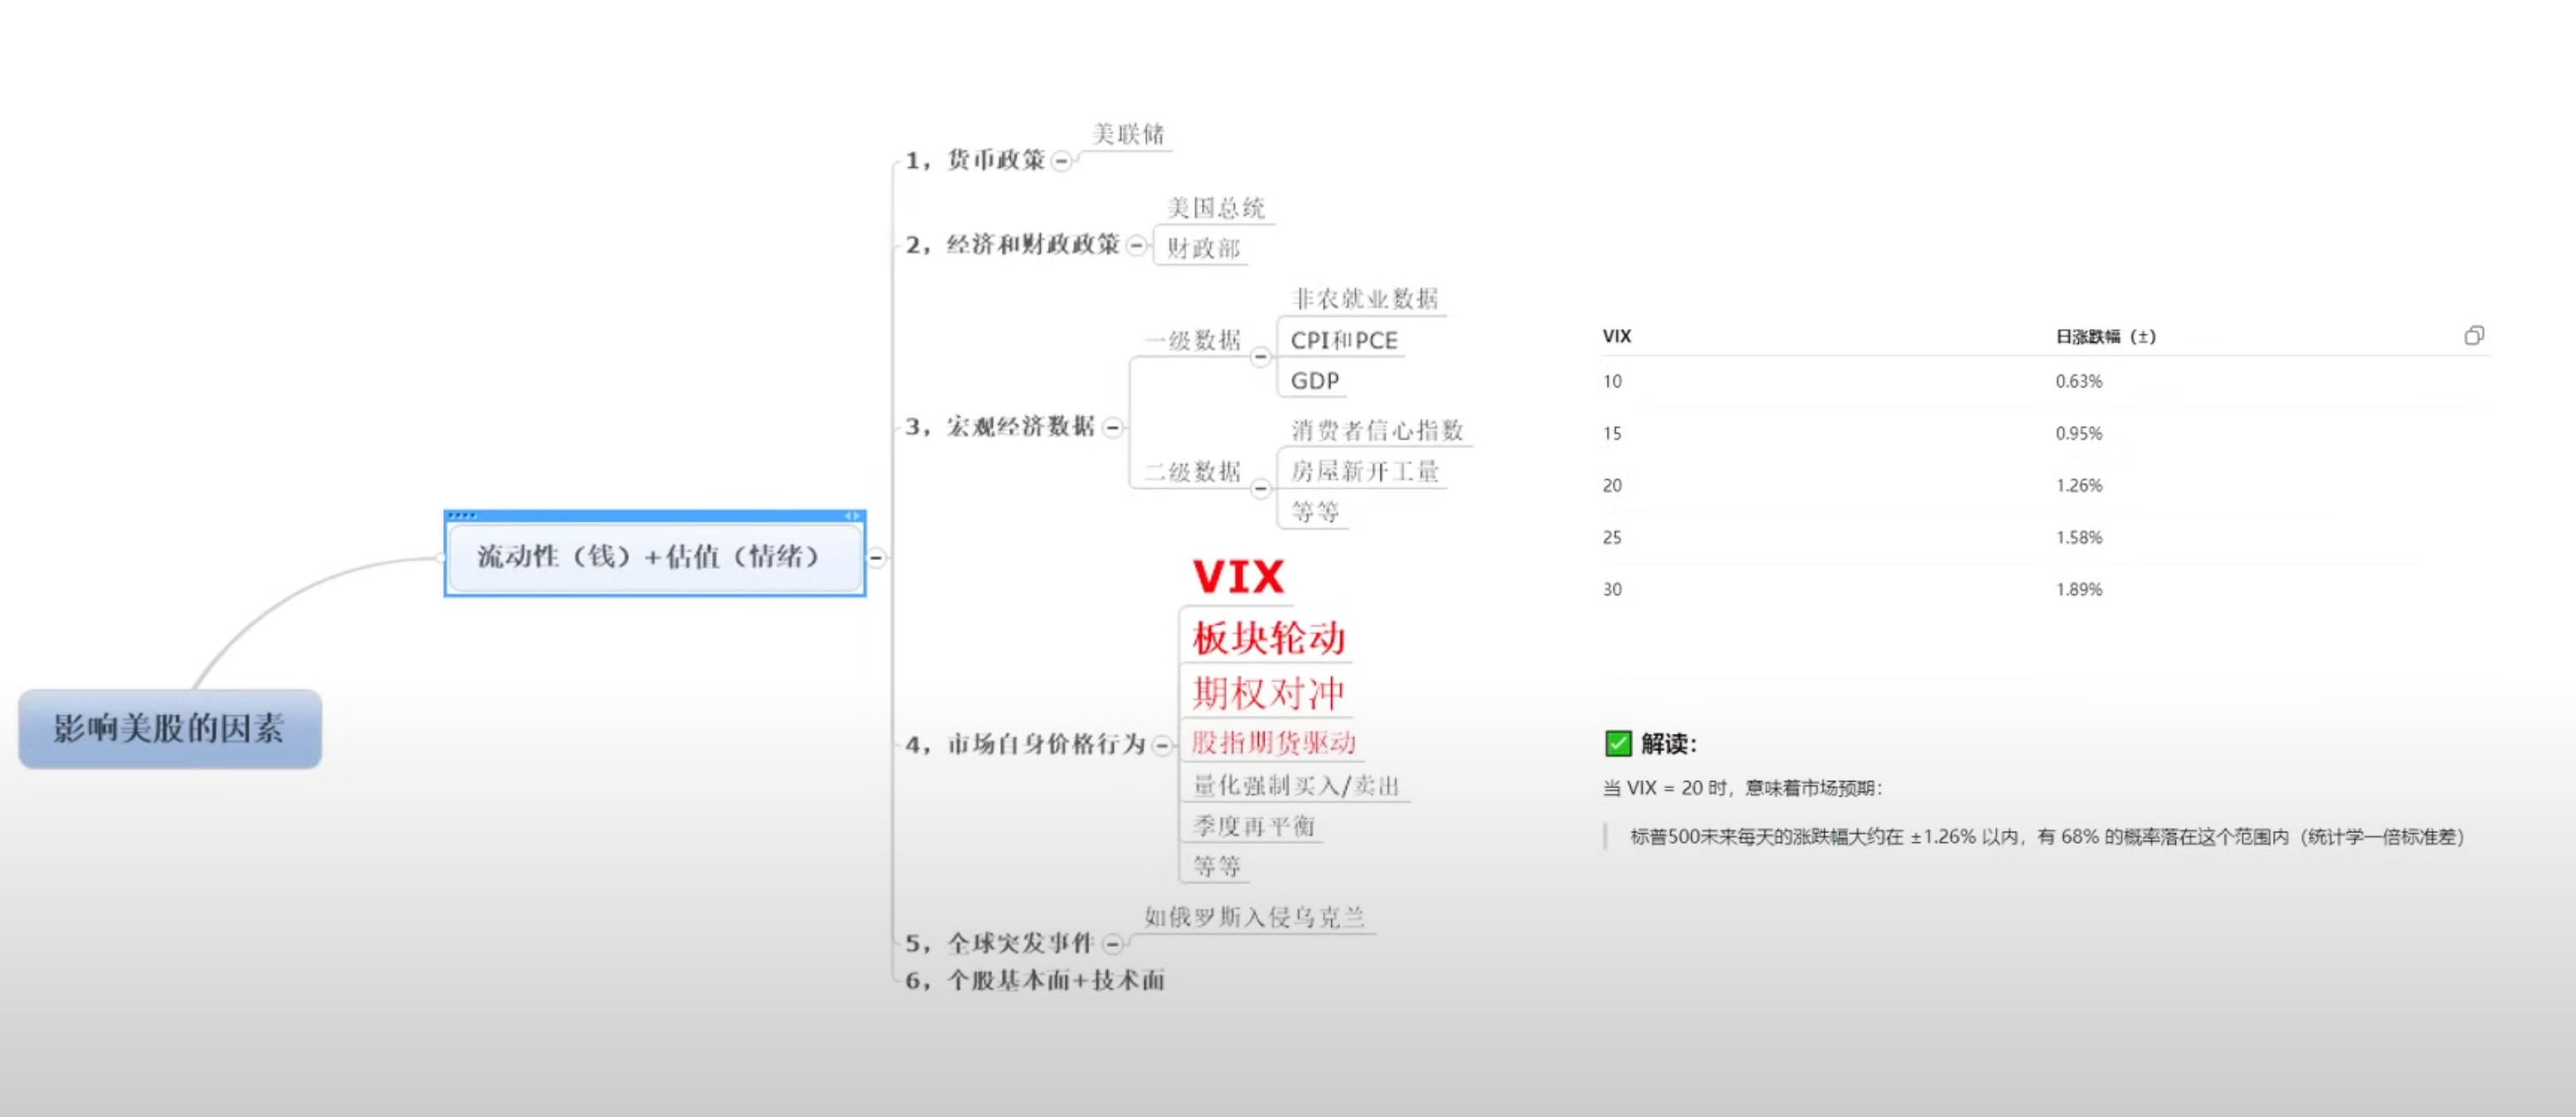 影响美股的因素
流动性（钱）+估值（情绪）
1，货币政策
美联储
2，经济和财政政策
美国总统
财政部
3，宏观经济数据
一级数据
非农就业数据
CPI和PCE
GDP
二级数据
消费者信心指数
房屋新开工量
等等
4，市场自身价格行为
VIX
板块轮动
期权对冲
股指期货驱动
量化强制买入/卖出
季度再平衡
等等
5，全球突发事件
如俄罗斯入侵乌克兰
6，个股基本面+技术面
VIX 日涨跌幅（±）
10 0.63%
15 0.95%
20 1.26%
25 1.58%
30 1.89%
解读：
当 VIX = 20 时，意味着市场预期：
标普500未来每天的涨跌幅大约在 ±1.26% 以内，有 68% 的概率落在这个范围内（统计学一倍标准差）